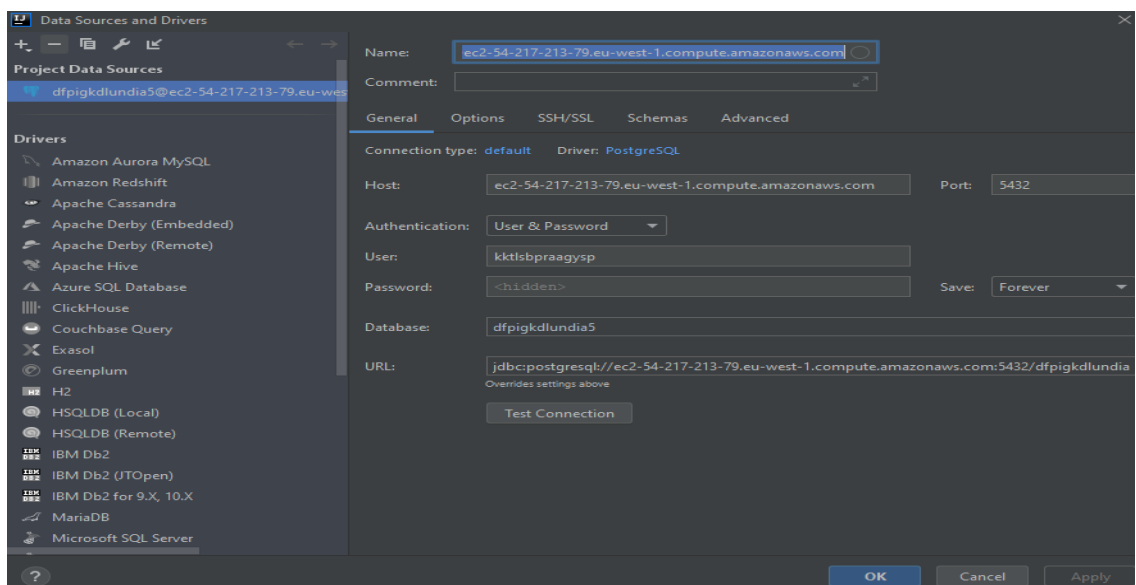 Data Sources and Drivers
Project Data Sources
dfpigkdlundia5@ec2-54-217-213-79.eu-wes
Drivers
Amazon Aurora MySQL
Amazon Redshift
Apache Cassandra
Apache Derby (Embedded)
Apache Derby (Remote)
Apache Hive
Azure SQL Database
ClickHouse
Couchbase Query
Exasol
Greenplum
H2
HSQLDB (Local)
HSQLDB (Remote)
IBM Db2
IBM Db2 (JTOpen)
IBM Db2 for 9.X, 10.X
MariaDB
Microsoft SQL Server
Name: ec2-54-217-213-79.eu-west-1.compute.amazonaws.com
Comment:
General Options SSH/SSL Schemas Advanced
Connection type: default Driver: PostgreSQL
Host: ec2-54-217-213-79.eu-west-1.compute.amazonaws.com Port: 5432
Authentication: User & Password
User: kktlsbpraagysp
Password: <hidden> Save: Forever
Database: dfpigkdlundia5
URL: jdbc:postgresql://ec2-54-217-213-79.eu-west-1.compute.amazonaws.com:5432/dfpigkdlundia
Overrides settings above
Test Connection
? OK Cancel Apply